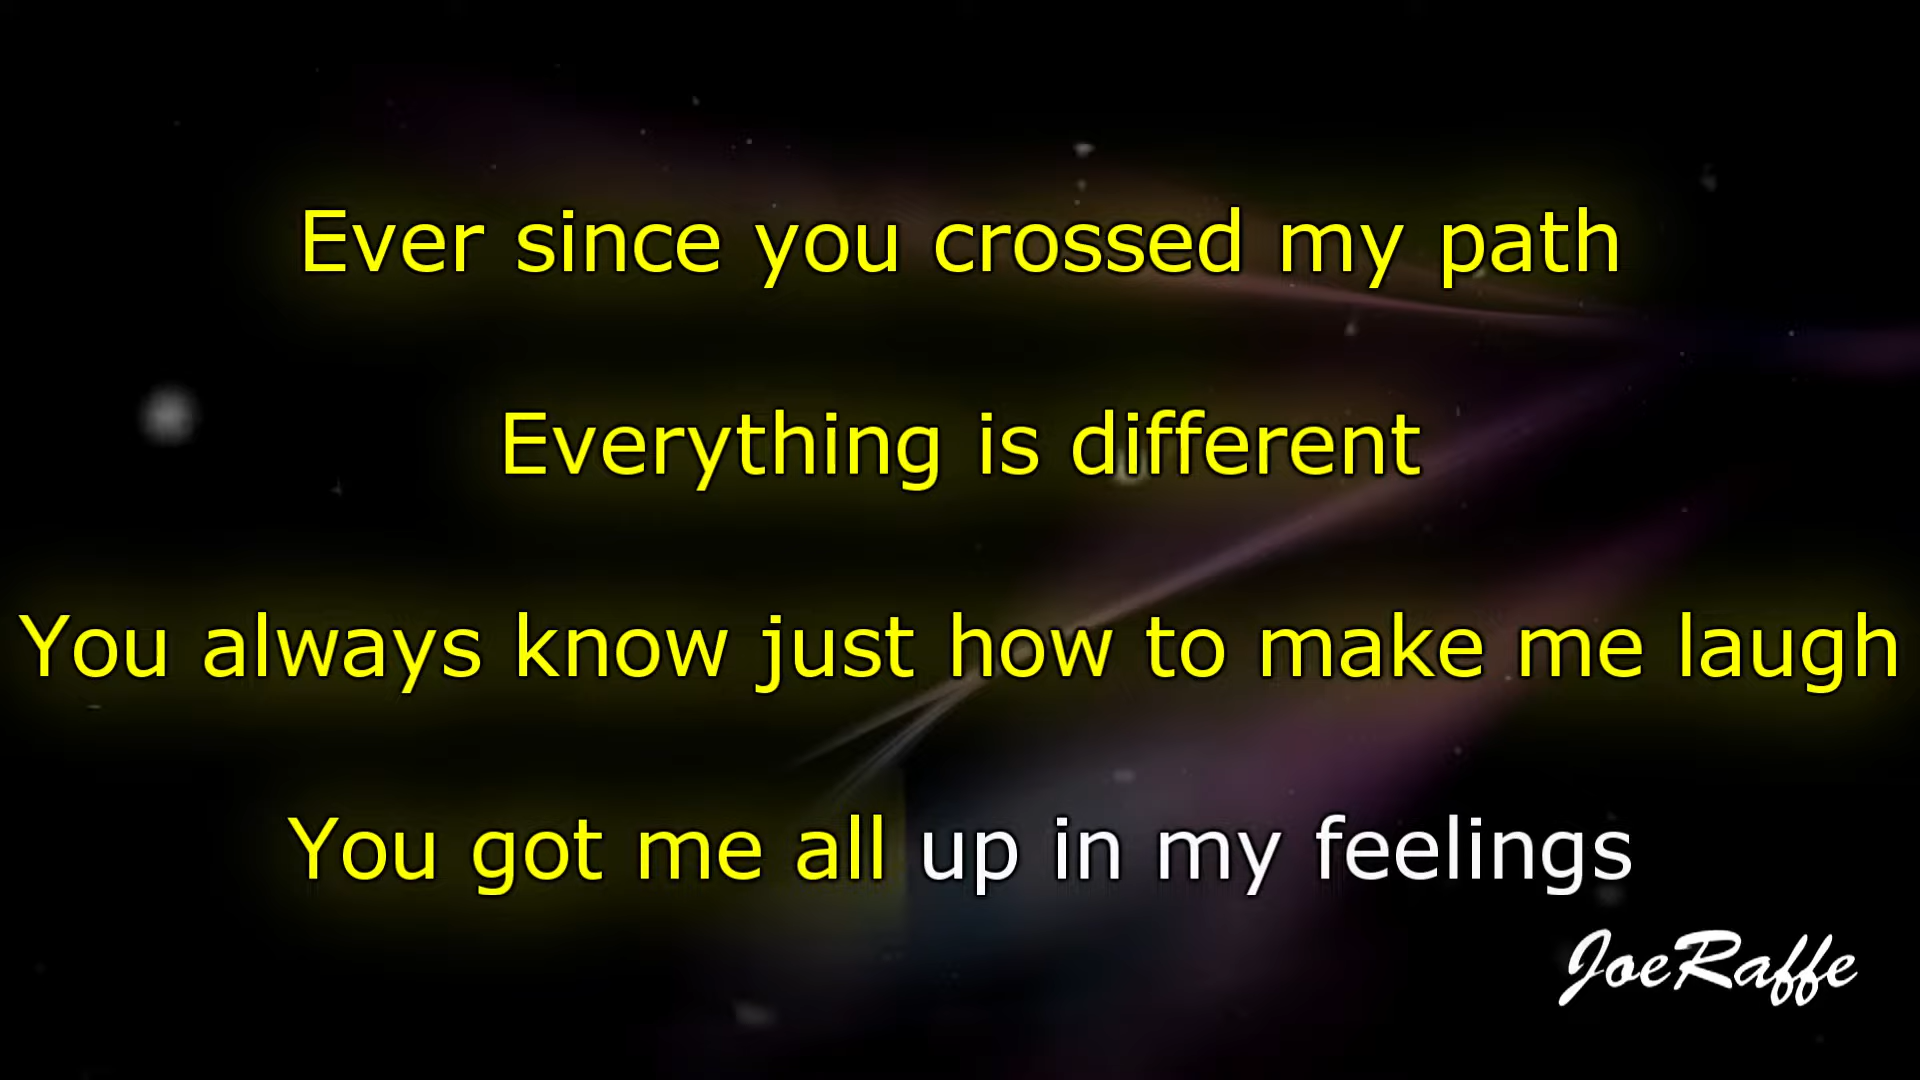 Ever since you crossed my path
Everything is different
You always know just how to make me laugh
You got me all up in my feelings
JoeRaffe